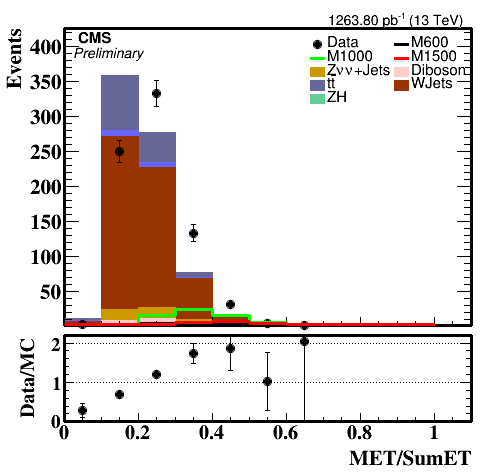 1263.80 pb⁻¹ (13 TeV)
CMS
Preliminary
Data
M600
M1000
M1500
Zνν+Jets
Diboson
tt
WJets
ZH
Events
400
350
300
250
200
150
100
50
Data/MC
2
1
0
0 0.2 0.4 0.6 0.8 1
MET/SumET